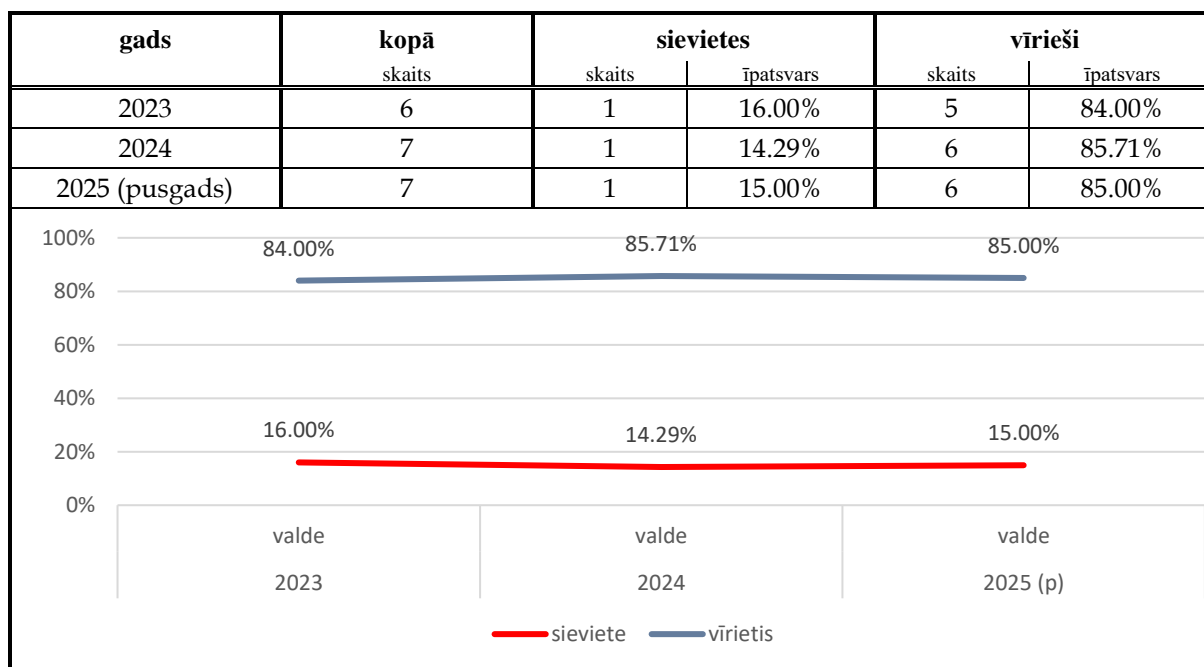 gads kopā sievietes vīrieši
skaits skaits īpatsvars skaits īpatsvars
2023 6 1 16.00% 5 84.00%
2024 7 1 14.29% 6 85.71%
2025 (pusgads) 7 1 15.00% 6 85.00%
100%
84.00% 85.71% 85.00%
80%
60%
40%
16.00% 14.29% 15.00%
20%
0%
valde valde valde
2023 2024 2025 (p)
sieviete vīrietis